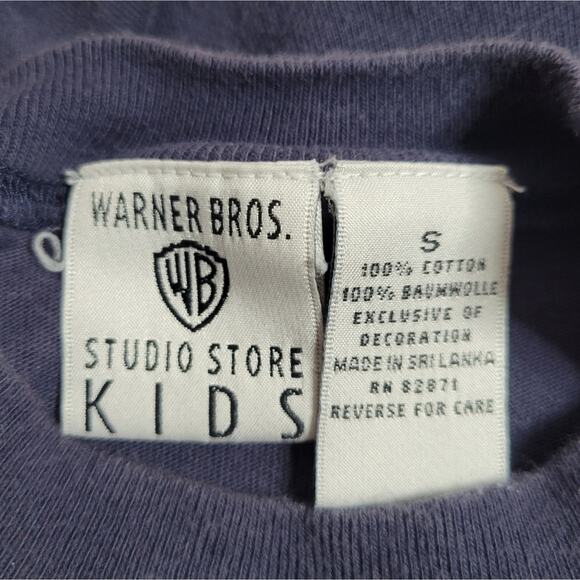 WARNER BROS.
WB
STUDIO STORE
KIDS
S
100% COTTON
100% BAUMWOLLE
EXCLUSIVE OF
DECORATION
MADE IN SRI LANKA
RN 82871
REVERSE FOR CARE